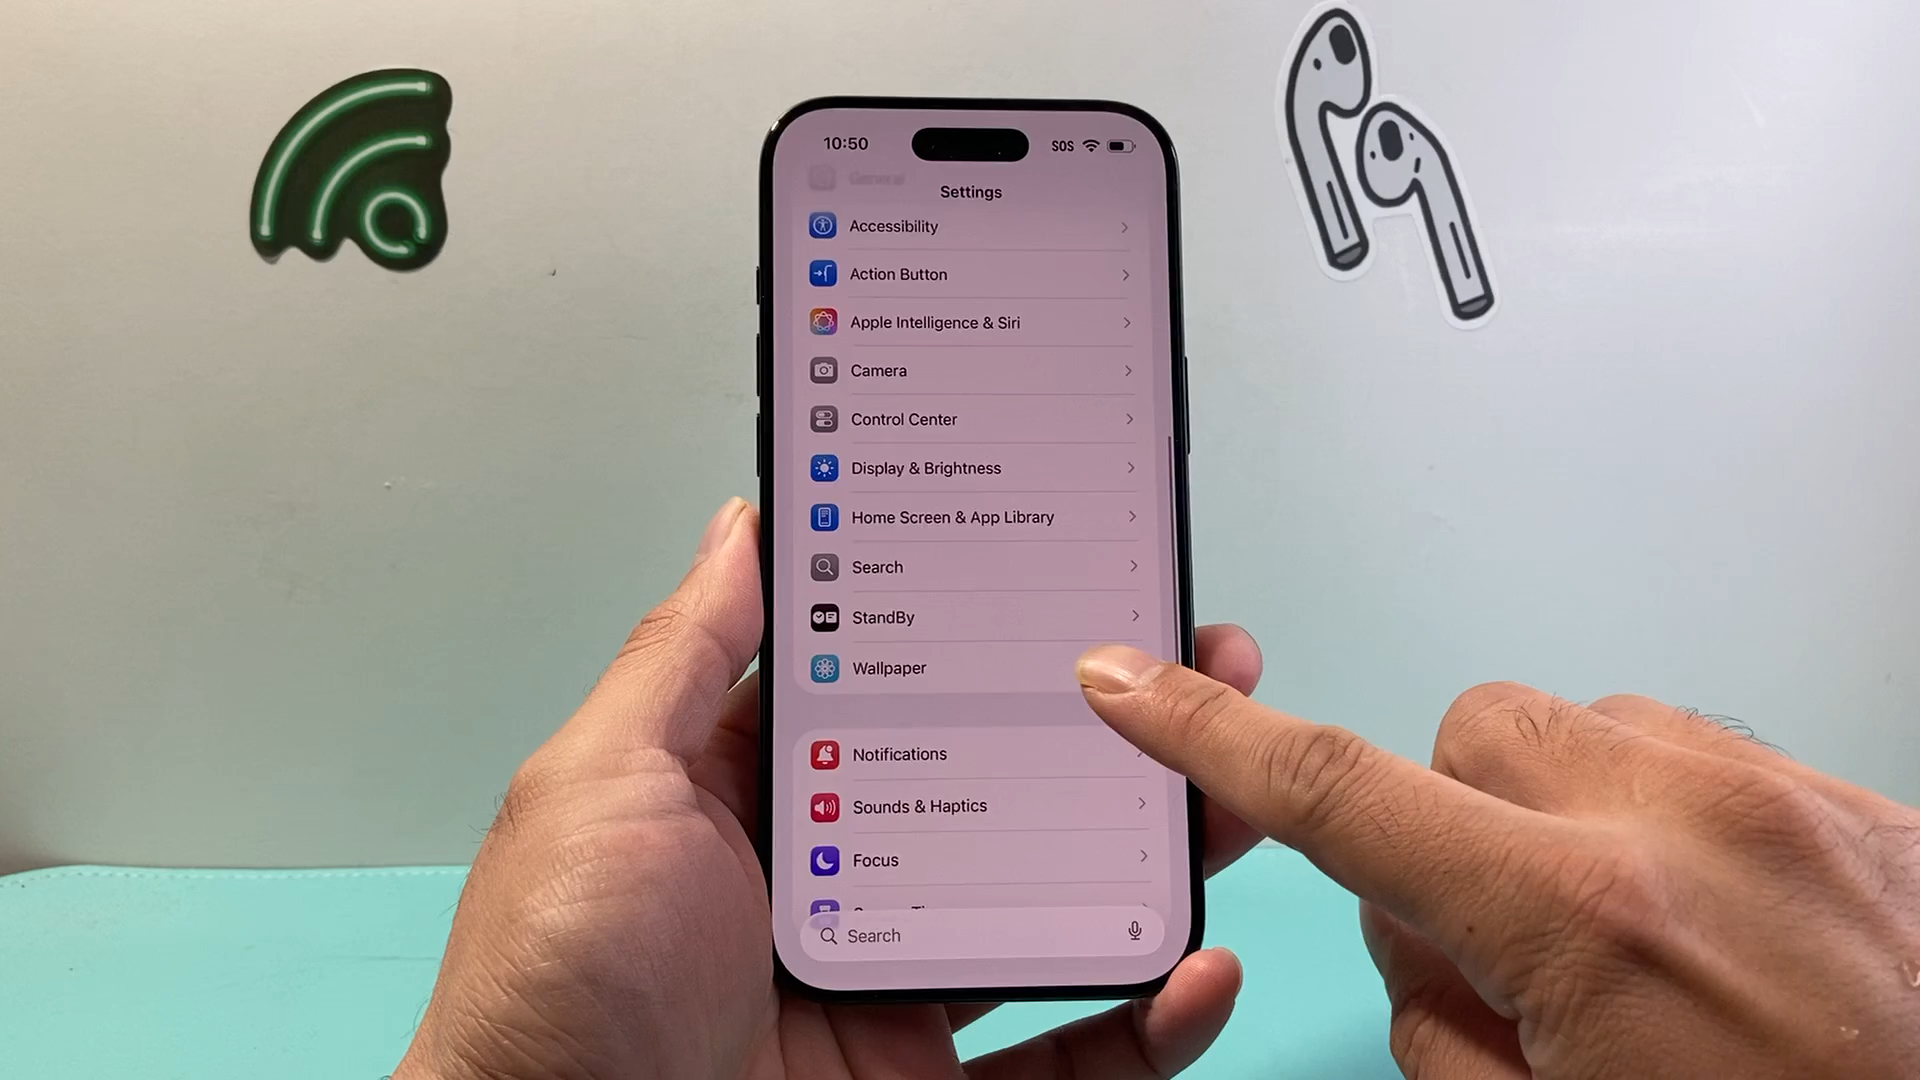 10:50
SOS
General
Settings
Accessibility
Action Button
Apple Intelligence & Siri
Camera
Control Center
Display & Brightness
Home Screen & App Library
Search
StandBy
Wallpaper
Notifications
Sounds & Haptics
Focus
Search